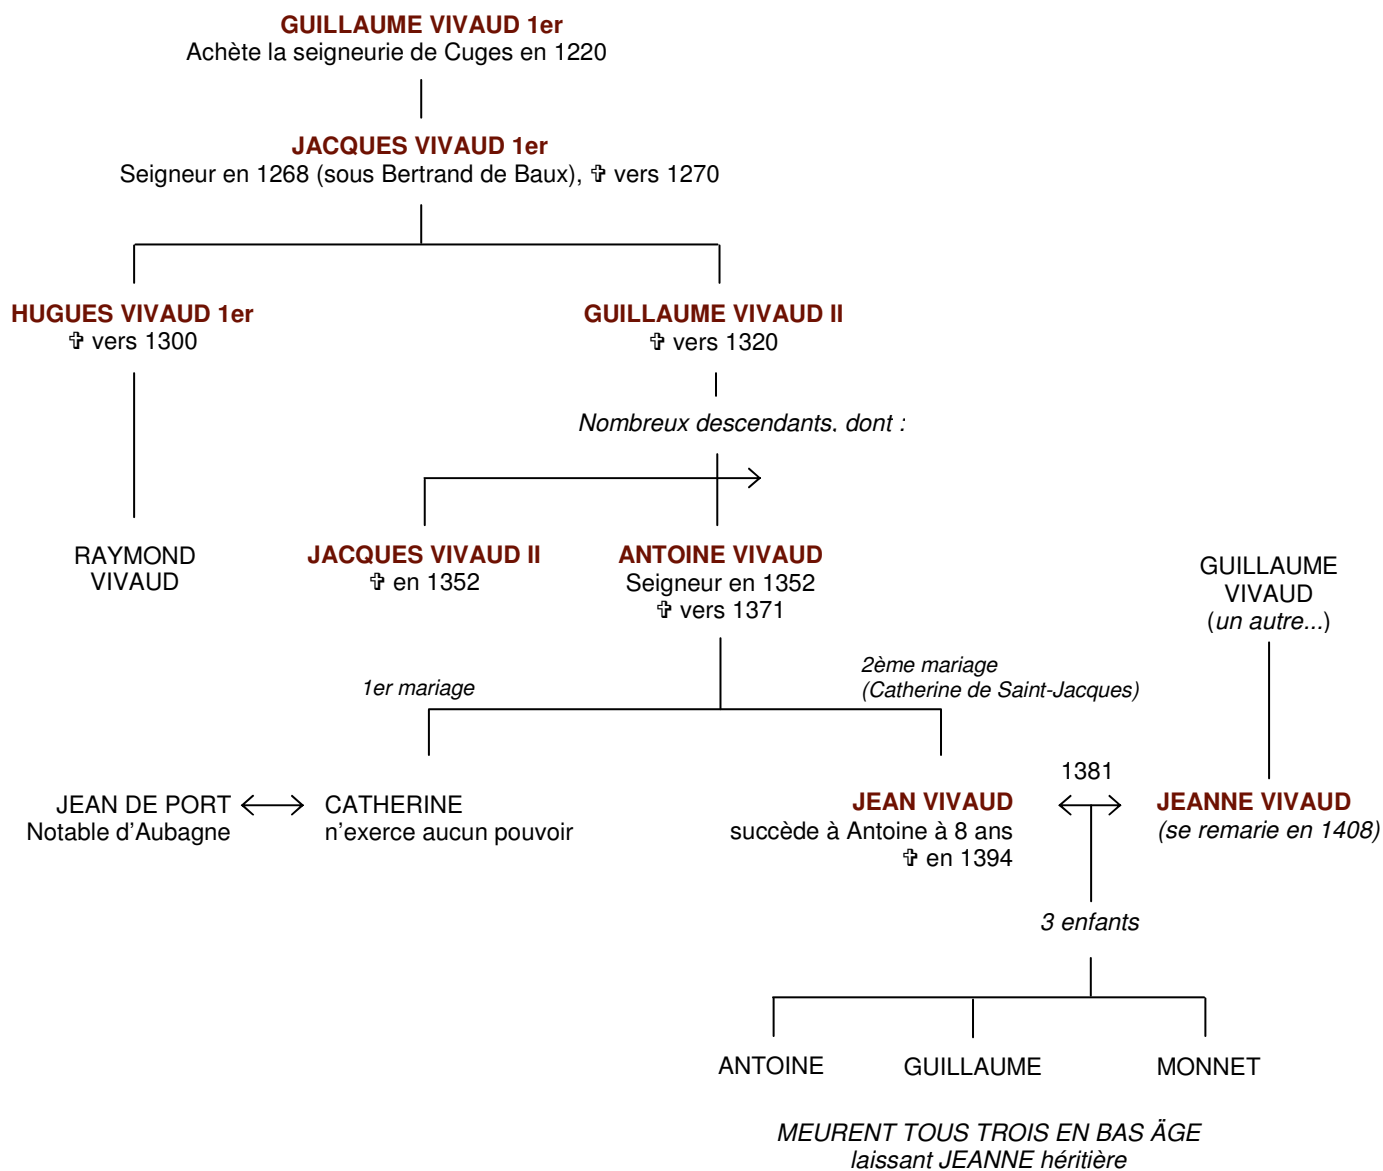 GUILLAUME VIVAUD 1er
Achète la seigneurie de Cuges en 1220
JACQUES VIVAUD 1er
Seigneur en 1268 (sous Bertrand de Baux), ✞ vers 1270
HUGUES VIVAUD 1er
✞ vers 1300
GUILLAUME VIVAUD II
✞ vers 1320
Nombreux descendants. dont :
RAYMOND
VIVAUD
JACQUES VIVAUD II
✞ en 1352
ANTOINE VIVAUD
Seigneur en 1352
✞ vers 1371
GUILLAUME
VIVAUD
(un autre...)
1er mariage
2ème mariage
(Catherine de Saint-Jacques)
JEAN DE PORT
Notable d'Aubagne
CATHERINE
n'exerce aucun pouvoir
JEAN VIVAUD
succède à Antoine à 8 ans
✞ en 1394
1381
JEANNE VIVAUD
(se remarie en 1408)
3 enfants
ANTOINE
GUILLAUME
MONNET
MEURENT TOUS TROIS EN BAS ÄGE
laissant JEANNE héritière